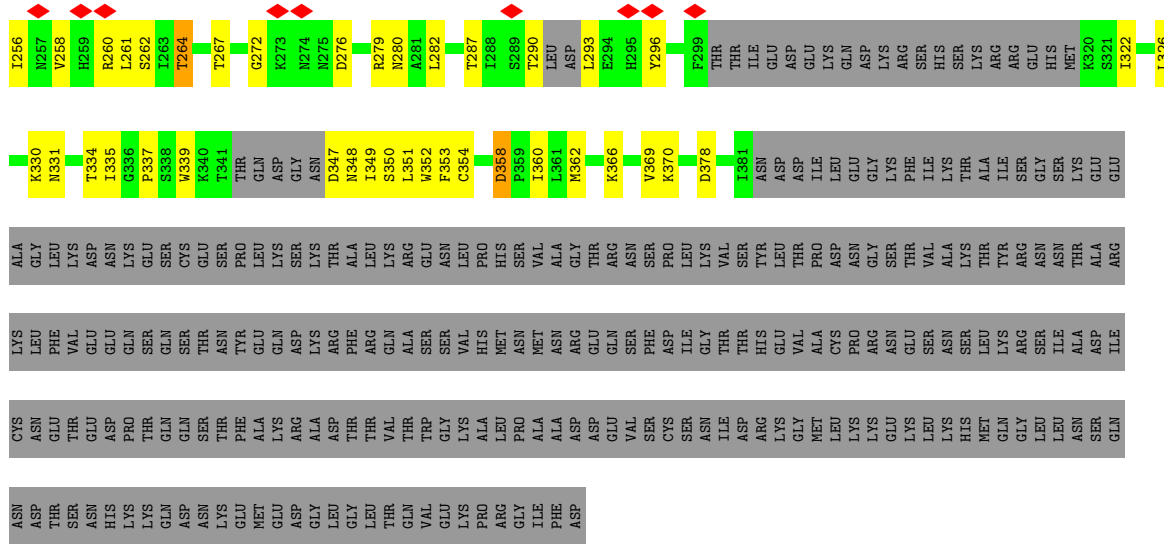 I256 N257 V258 H259 R260 L261 S262 I263 T264 T267 G272 K273 N274 N275 D276 R279 N280 A281 L282 T287 I288 S289 T290 LEU ASP L293 E294 H295 Y296 F299 THR THR ILE GLU ASP GLU LYS GLN ASP LYS ARG SER HIS SER LYS ARG ARG GLU HIS MET K320 S321 I322
K330 N331 T334 I335 G336 P337 S338 W339 K340 T341 THR GLN ASP GLY ASN D347 N348 I349 S350 L351 W352 F353 C354 D358 P359 I360 L361 M362 K366 V369 K370 D378 I381 ASN ASP ASP ILE LEU GLU GLY LYS PHE ILE LYS THR ALA ILE SER GLY SER LYS GLU GLU
ALA GLY LEU LYS ASP ASN LYS GLU SER CYS GLU SER PRO LEU LYS SER LYS THR ALA LEU LYS ARG GLU ASN LEU PRO HIS SER VAL ALA GLY THR ARG ASN SER PRO LEU LYS VAL SER TYR LEU THR PRO ASP ASN GLY SER THR VAL ALA LYS THR TYR ARG ASN ASN THR ALA ARG
LYS LEU PHE VAL GLU GLU GLN SER GLN SER THR ASN TYR GLU GLN ASP LYS ARG PHE ARG GLN ALA SER SER VAL HIS MET ASN MET ASN ARG GLU GLN SER PHE ASP ILE GLY THR THR HIS GLU VAL ALA CYS PRO ARG ASN GLU SER ASN SER LEU LYS ARG SER ILE ALA ASP ILE
CYS ASN GLU THR GLU ASP PRO THR GLN GLN SER THR PHE ALA LYS ARG ALA ASP THR THR VAL THR TRP GLY LYS ALA LEU PRO ALA ALA ASP ASP GLU VAL SER CYS SER ASN ILE ASP ARG LYS GLY MET LEU LYS LYS GLU LYS LEU LYS HIS MET GLN GLY LEU LEU ASN SER GLN
ASN ASP THR SER ASN HIS LYS LYS GLN ASP ASN LYS GLU MET GLU ASP GLY LEU GLY LEU THR GLN VAL GLU LYS PRO ARG GLY ILE PHE ASP